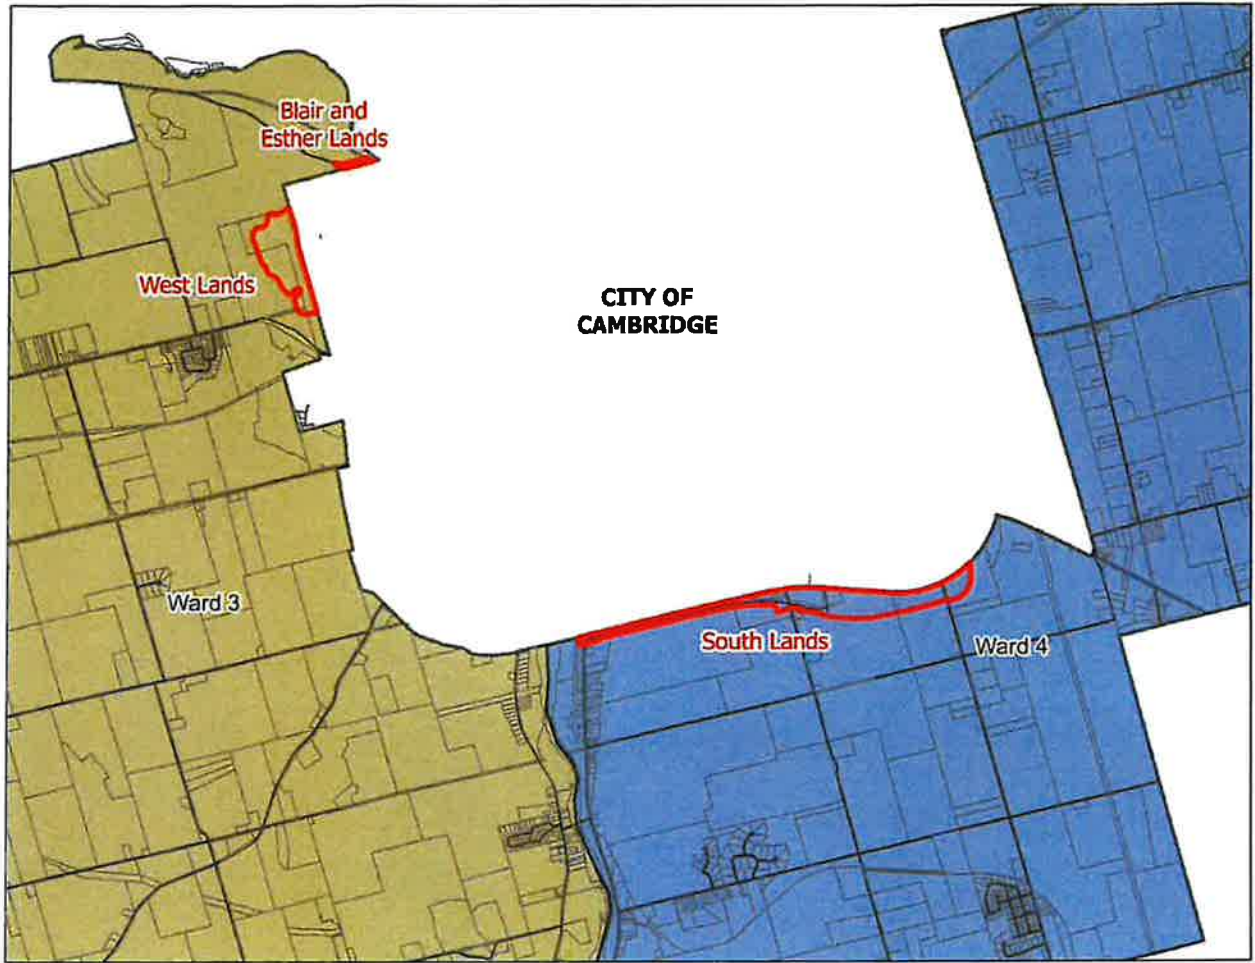 Blair and
Esther Lands
West Lands
CITY OF
CAMBRIDGE
Ward 3
South Lands
Ward 4